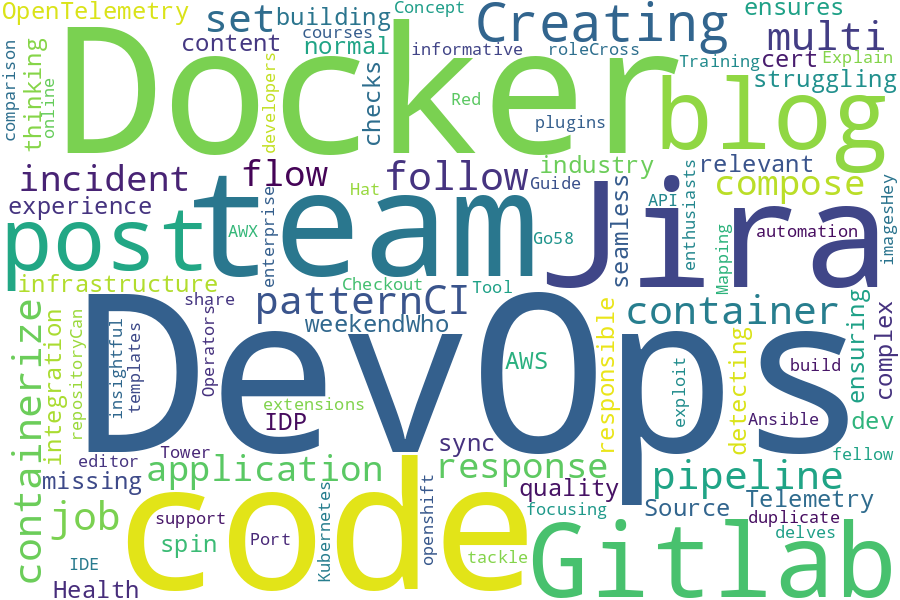 OpenTelemetry
set
building
Concept
courses
Creating
ensures
multi
content
normal
informative
roleCross
Training
cert
Explain
comparison
thinking
online
developers
Docker
checks
Red
plugins
blog
struggling
incident
flow
Hat
follow
industry
Guide
relevant
compose
experience
post
team
AWX
enterprise
Jira
Go58
seamless
API
enthusiasts
automation
Mapping
imagesHey
infrastructure
share
Checkout
Tool
patternCI
weekendWho
container
containerize
integration
repositoryCan
insightful
templates
Operators
DevOps
AWS
responsible
exploit
detecting
build
ensuring
complex
extensions
IDP
Ansible
dev
editor
Tower
sync
fellow
missing
application
response
pipeline
quality
Source
Telemetry
job
code
support
spin
Port
Kubernetes
openshift
focusing
duplicate
delves
tackle
Gitlab
IDE
Health